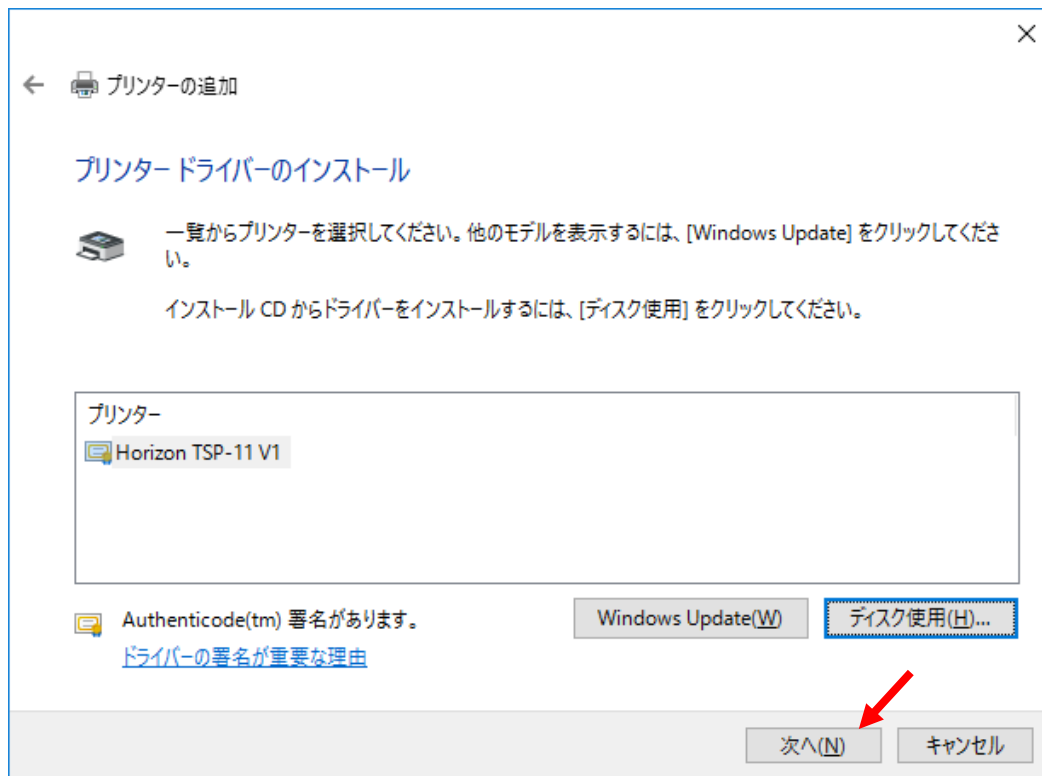 プリンターの追加
プリンター ドライバーのインストール
一覧からプリンターを選択してください。他のモデルを表示するには、[Windows Update] をクリックしてくださ
い。
インストール CD からドライバーをインストールするには、[ディスク使用] をクリックしてください。
プリンター
Horizon TSP-11 V1
Authenticode(tm) 署名があります。
Windows Update(W)
ディスク使用(H)...
ドライバーの署名が重要な理由
次へ(N)
キャンセル